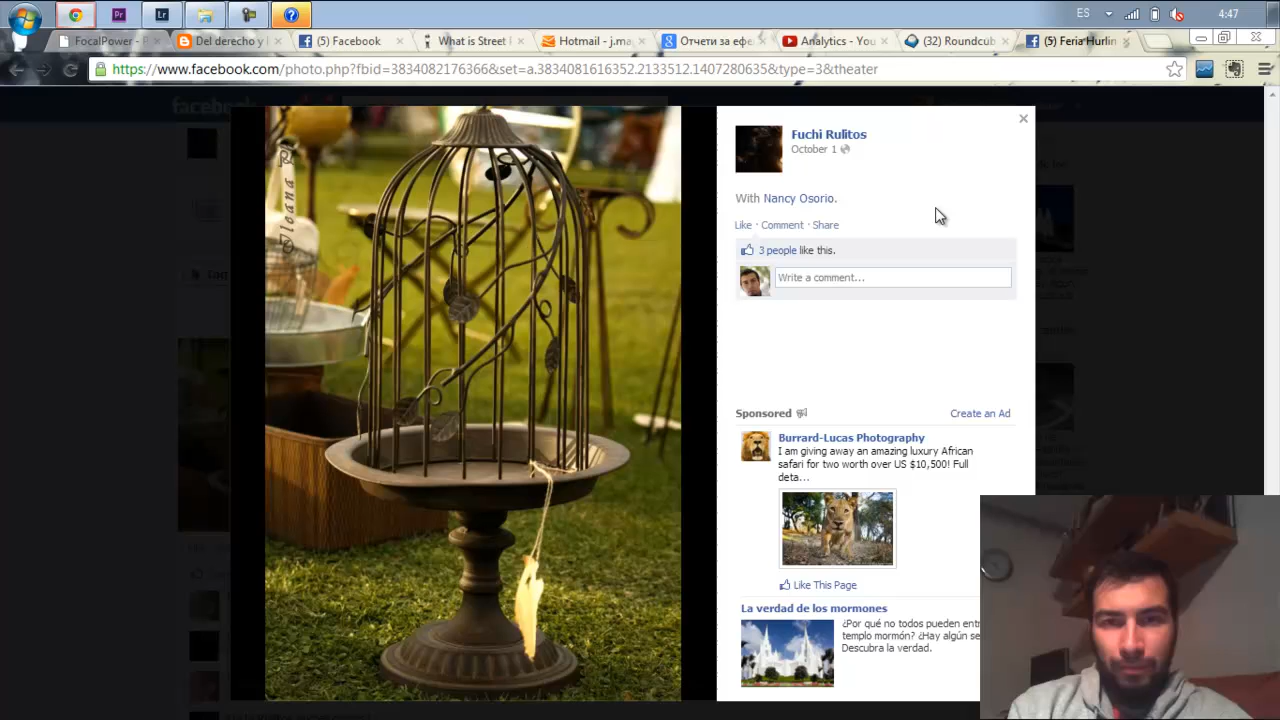 ES 4:47
FocalPower - B
Del derecho y
(5) Facebook
What is Street
Hotmail - j.ma
Отчети за ефе
Analytics - You
(32) Roundcub
(5) Feria Hurlin
https://www.facebook.com/photo.php?fbid=3834082176366&set=a.3834081616352.2133512.1407280635&type=3&theater
facebook
Ileana
Tag
Fuchi Rulitos
October 1
With Nancy Osorio.
Like · Comment · Share
3 people like this.
Write a comment...
Sponsored
Create an Ad
Burrard-Lucas Photography
I am giving away an amazing luxury African
safari for two worth over US $10,500! Full
deta...
Like This Page
La verdad de los mormones
¿Por qué no todos pueden entr
templo mormón? ¿Hay algún se
Descubra la verdad.